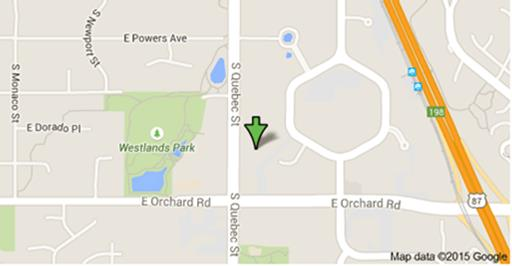 S Newport St
E Powers Ave
S Quebec St
S Monaco St
198
E Dorado Pl
Westlands Park
E Orchard Rd
E Orchard Rd
87
S Quebec St
Map data ©2015 Google